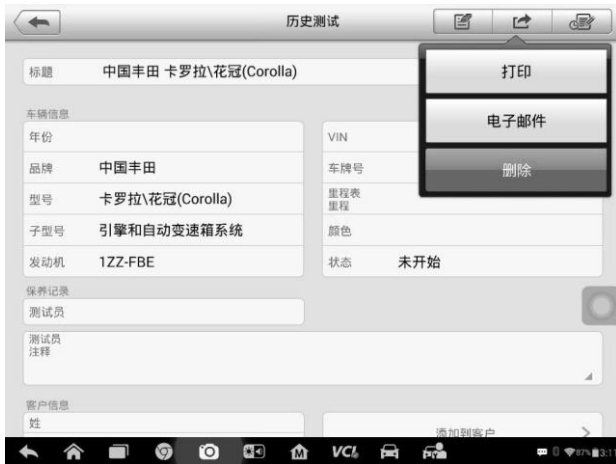 历史测试
打印
电子邮件
删除
标题 中国丰田 卡罗拉\花冠(Corolla)
车辆信息
年份
VIN
品牌 中国丰田
车牌号
型号 卡罗拉\花冠(Corolla)
里程表
里程
子型号 引擎和自动变速箱系统
颜色
发动机 1ZZ-FBE
状态 未开始
保养记录
测试员
测试员
注释
客户信息
姓
添加到客户
VCI
87%